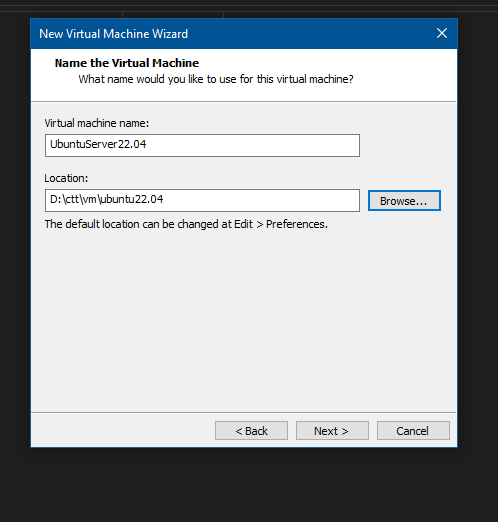 New Virtual Machine Wizard
Name the Virtual Machine
What name would you like to use for this virtual machine?
Virtual machine name:
UbuntuServer22.04
Location:
D:\ctt\vm\ubuntu22.04
Browse...
The default location can be changed at Edit > Preferences.
< Back
Next >
Cancel